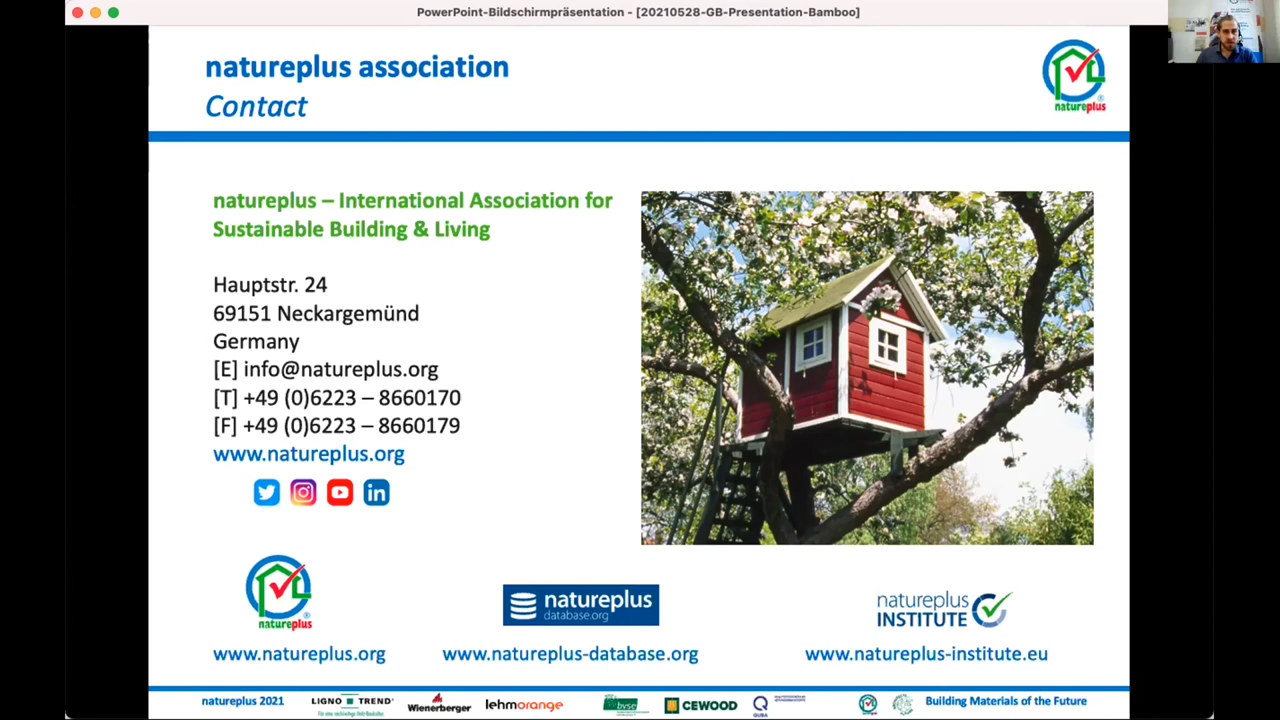 PowerPoint-Bildschirmpräsentation - [20210528-GB-Presentation-Bamboo]
natureplus association
Contact
natureplus
natureplus – International Association for
Sustainable Building & Living
Hauptstr. 24
69151 Neckargemünd
Germany
[E] info@natureplus.org
[T] +49 (0)6223 – 8660170
[F] +49 (0)6223 – 8660179
www.natureplus.org
natureplus
natureplus
database.org
natureplus
INSTITUTE
www.natureplus.org
www.natureplus-database.org
www.natureplus-institute.eu
natureplus 2021
LIGNO TREND
Wienerberger
lehmorange
bvse
CEWOOD
QUBA
Building Materials of the Future